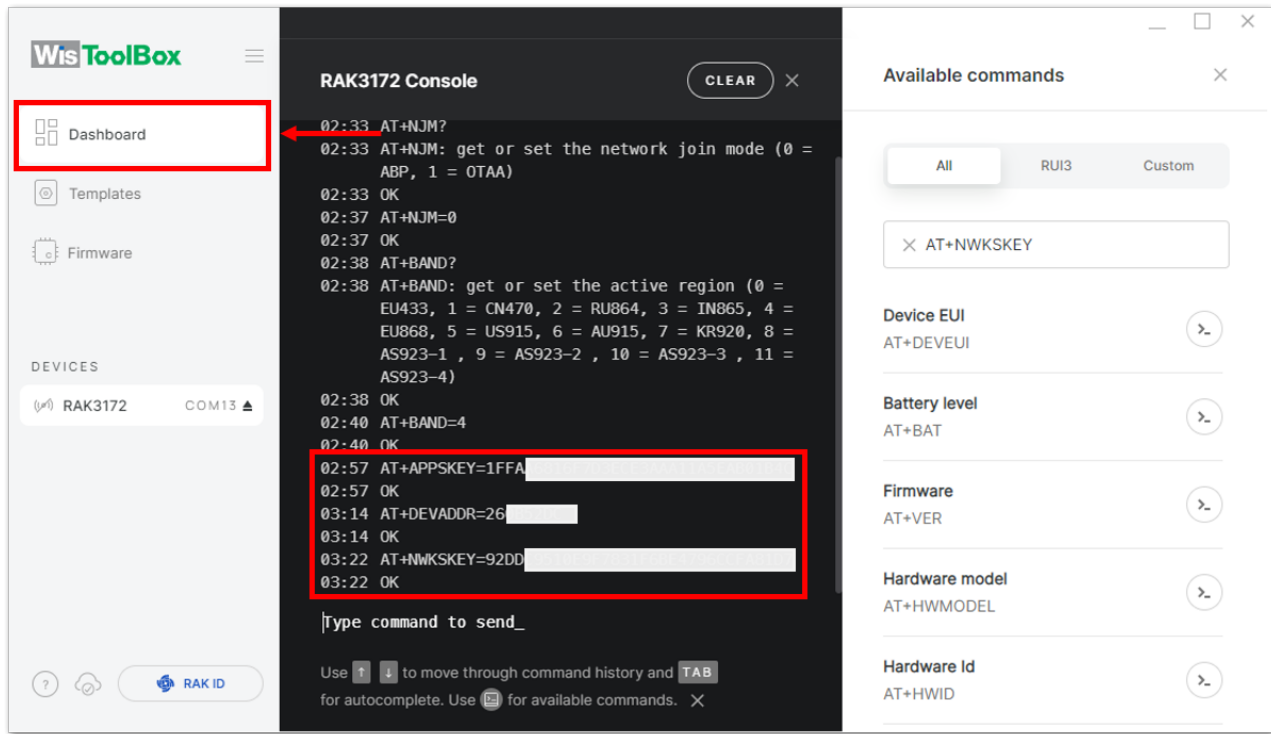 WisToolBox
Dashboard
Templates
Firmware
DEVICES
RAK3172 COM13
?
RAK ID
RAK3172 Console
CLEAR
02:33 AT+NJM?
02:33 AT+NJM: get or set the network join mode (0 =
ABP, 1 = OTAA)
02:33 OK
02:37 AT+NJM=0
02:37 OK
02:38 AT+BAND?
02:38 AT+BAND: get or set the active region (0 =
EU433, 1 = CN470, 2 = RU864, 3 = IN865, 4 =
EU868, 5 = US915, 6 = AU915, 7 = KR920, 8 =
AS923-1 , 9 = AS923-2 , 10 = AS923-3 , 11 =
AS923-4)
02:38 OK
02:40 AT+BAND=4
02:40 OK
02:57 AT+APPSKEY=1FFA
02:57 OK
03:14 AT+DEVADDR=26
03:14 OK
03:22 AT+NWKSKEY=92DD
03:22 OK
Type command to send_
Use ↑ ↓ to move through command history and TAB
for autocomplete. Use for available commands.
Available commands
All RUI3 Custom
AT+NWKSKEY
Device EUI
AT+DEVEUI
Battery level
AT+BAT
Firmware
AT+VER
Hardware model
AT+HWMODEL
Hardware Id
AT+HWID